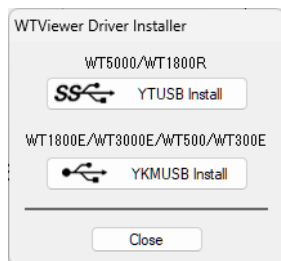 WTViewer Driver Installer
WT5000/WT1800R
SS YTUSB Install
WT1800E/WT3000E/WT500/WT300E
YKMUSB Install
Close